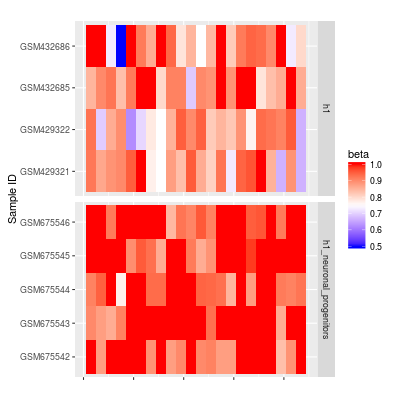 GSM432686
GSM432685
GSM429322
GSM429321
h1
GSM675546
GSM675545
GSM675544
GSM675543
GSM675542
h1_neuronal_progenitors
Sample ID
beta
1.0
0.9
0.8
0.7
0.6
0.5